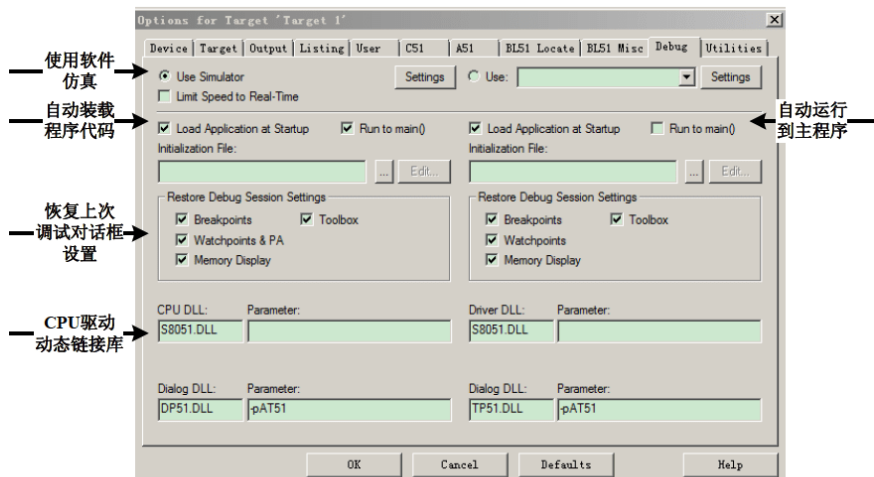 Options for Target 'Target 1'
Device Target Output Listing User C51 A51 BL51 Locate BL51 Misc Debug Utilities
使用软件
仿真
Use Simulator Settings Use: Settings
Limit Speed to Real-Time
自动装载
程序代码
Load Application at Startup Run to main() Load Application at Startup Run to main()
自动运行
到主程序
Initialization File: Initialization File:
... Edit... ... Edit...
Restore Debug Session Settings Restore Debug Session Settings
Breakpoints Toolbox Breakpoints Toolbox
Watchpoints & PA Watchpoints
Memory Display Memory Display
恢复上次
调试对话框
设置
CPU DLL: Parameter: Driver DLL: Parameter:
S8051.DLL S8051.DLL
CPU驱动
动态链接库
Dialog DLL: Parameter: Dialog DLL: Parameter:
DP51.DLL -pAT51 TP51.DLL -pAT51
OK Cancel Defaults Help